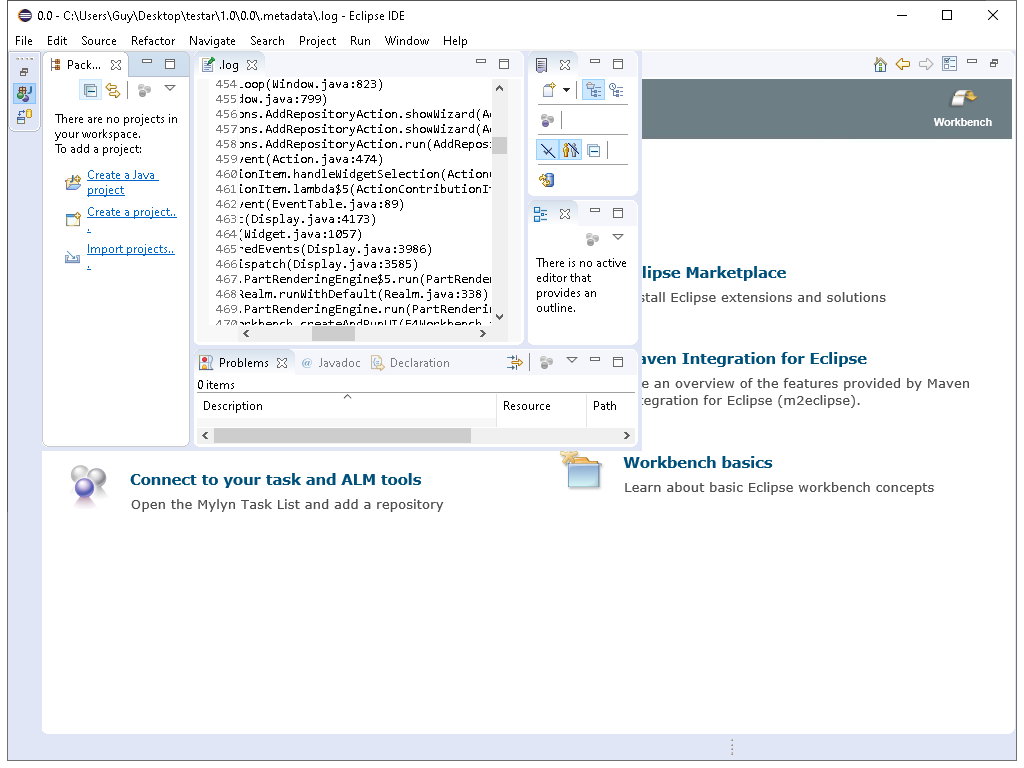 0.0 - C:\Users\Guy\Desktop\testar\1.0\0.0\.metadata\.log - Eclipse IDE
File Edit Source Refactor Navigate Search Project Run Window Help
Pack...
There are no projects in
your workspace.
To add a project:
Create a Java
project
Create a project..
.
Import projects..
.
.log
454 .oop(Window.java:823)
455 dow.java:799)
456 ons.AddRepositoryAction.showWizard(A
457 ons.AddRepositoryAction.showWizard(A
458 ons.AddRepositoryAction.run(AddRepos
459 vent(Action.java:474)
460 ionItem.handleWidgetSelection(Action
461 ionItem.lambda$5(ActionContributionI
462 vent(EventTable.java:89)
463 :(Display.java:4173)
464 (Widget.java:1057)
465 redEvents(Display.java:3986)
466 ispatch(Display.java:3585)
467 .PartRenderingEngine$5.run(PartRende
468 Realm.runWithDefault(Realm.java:338)
469 .PartRenderingEngine.run(PartRenderi
470 rkbench.createAndRunUI(E4Workbench.
There is no active
editor that
provides an
outline.
Problems @ Javadoc Declaration
0 items
Description Resource Path
Workbench
lipse Marketplace
stall Eclipse extensions and solutions
aven Integration for Eclipse
e an overview of the features provided by Maven
tegration for Eclipse (m2eclipse).
Connect to your task and ALM tools
Open the Mylyn Task List and add a repository
Workbench basics
Learn about basic Eclipse workbench concepts